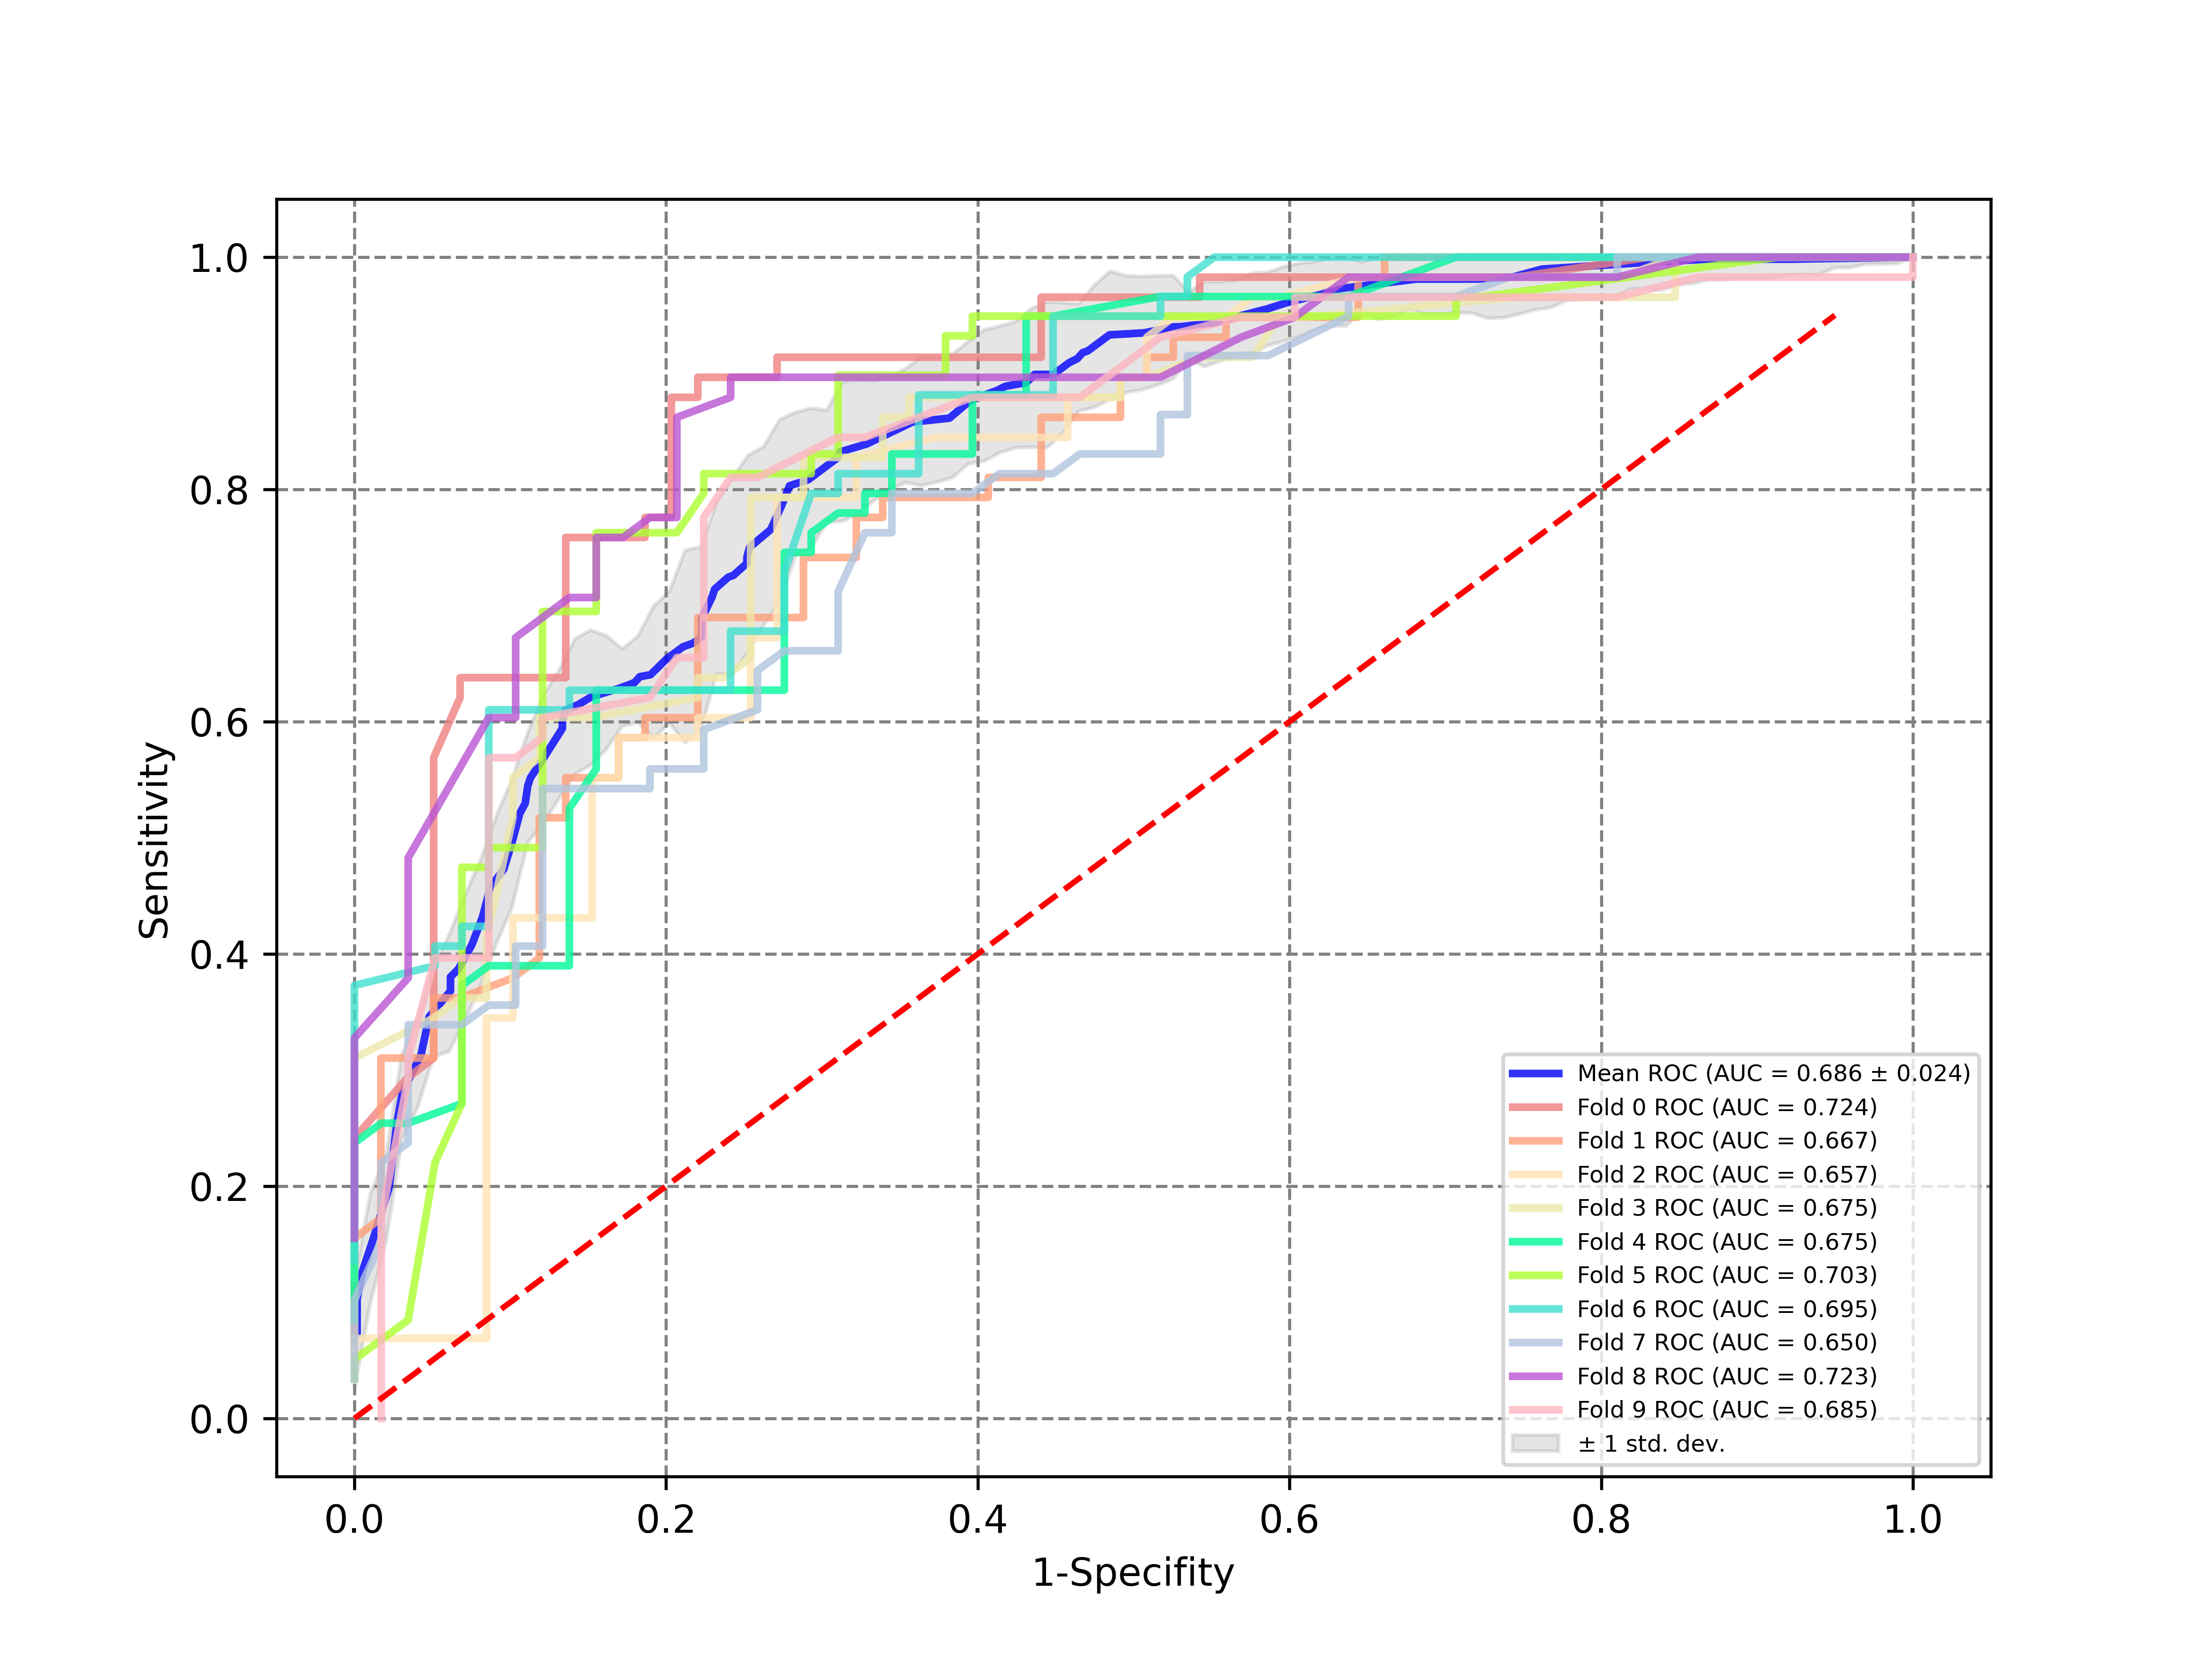 1.0
0.8
0.6
0.4
0.2
0.0
Sensitivity
0.0 0.2 0.4 0.6 0.8 1.0
1-Specifity
Mean ROC (AUC = 0.686 ± 0.024)
Fold 0 ROC (AUC = 0.724)
Fold 1 ROC (AUC = 0.667)
Fold 2 ROC (AUC = 0.657)
Fold 3 ROC (AUC = 0.675)
Fold 4 ROC (AUC = 0.675)
Fold 5 ROC (AUC = 0.703)
Fold 6 ROC (AUC = 0.695)
Fold 7 ROC (AUC = 0.650)
Fold 8 ROC (AUC = 0.723)
Fold 9 ROC (AUC = 0.685)
± 1 std. dev.